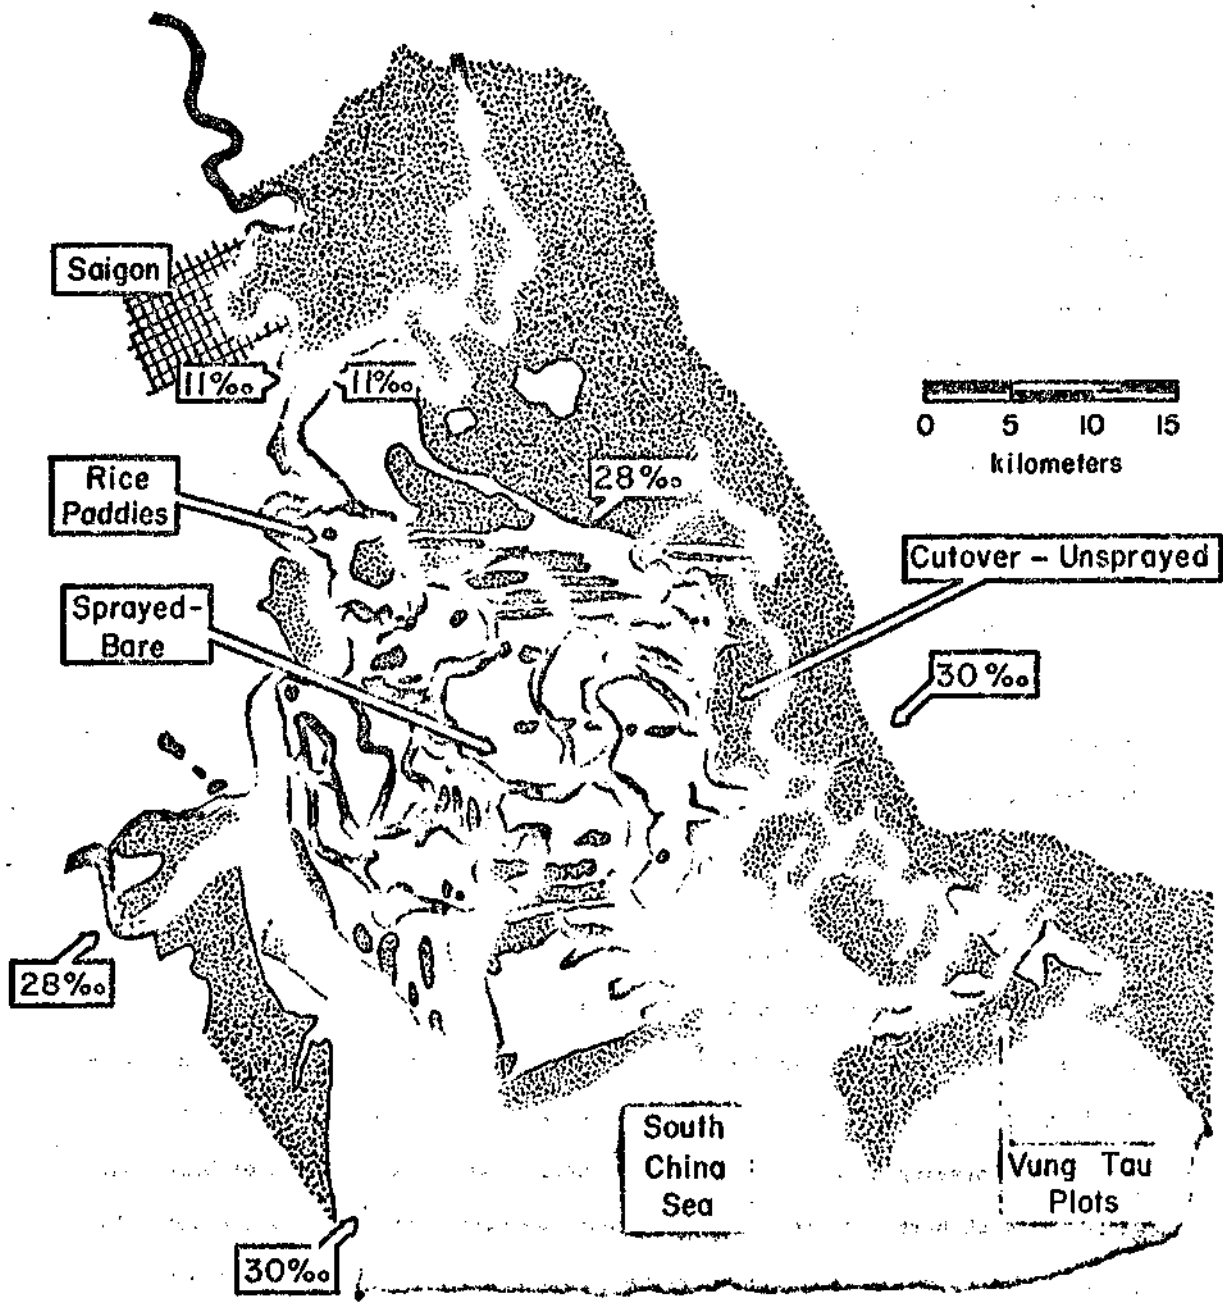 Saigon
11‰
11‰
0 5 10 15
kilometers
Rice
Paddies
28‰
Cutover - Unsprayed
Sprayed-
Bare
30‰
28‰
South
China
Sea
Vung Tau
Plots
30‰